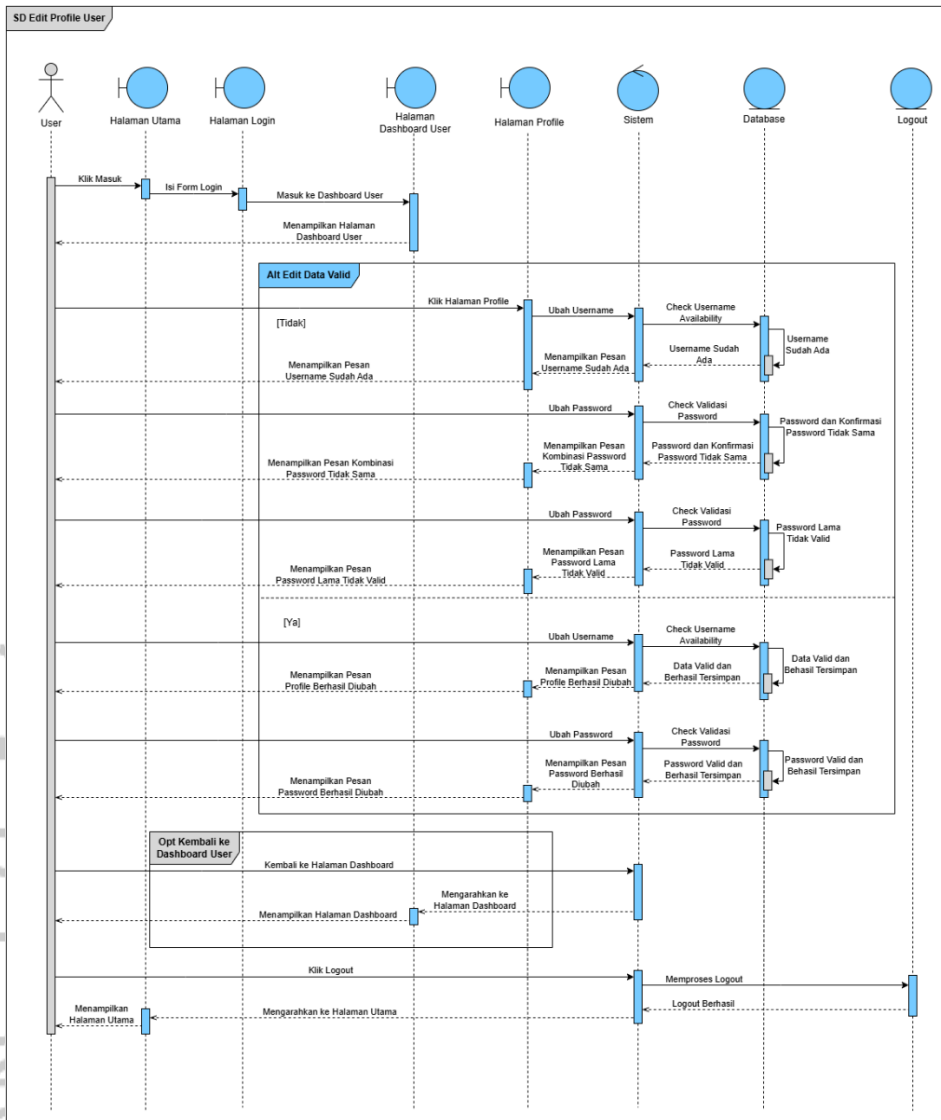 SD Edit Profile User
User
Halaman Utama
Halaman Login
Halaman
Dashboard User
Halaman Profile
Sistem
Database
Logout
Klik Masuk
Isi Form Login
Masuk ke Dashboard User
Menampilkan Halaman
Dashboard User
Alt Edit Data Valid
Klik Halaman Profile
[Tidak]
Ubah Username
Check Username
Availability
Username
Sudah Ada
Username Sudah
Ada
Menampilkan Pesan
Username Sudah Ada
Menampilkan Pesan
Username Sudah Ada
Ubah Password
Check Validasi
Password
Password dan Konfirmasi
Password Tidak Sama
Password dan Konfirmasi
Password Tidak Sama
Menampilkan Pesan
Kombinasi Password
Tidak Sama
Menampilkan Pesan Kombinasi
Password Tidak Sama
Ubah Password
Check Validasi
Password
Password Lama
Tidak Valid
Password Lama
Tidak Valid
Menampilkan Pesan
Password Lama
Tidak Valid
Menampilkan Pesan
Password Lama Tidak Valid
[Ya]
Ubah Username
Check Username
Availability
Data Valid dan
Behasil Tersimpan
Data Valid dan
Berhasil Tersimpan
Menampilkan Pesan
Profile Berhasil Diubah
Menampilkan Pesan
Profile Berhasil Diubah
Ubah Password
Check Validasi
Password
Password Valid dan
Behasil Tersimpan
Password Valid dan
Berhasil Tersimpan
Menampilkan Pesan
Password Berhasil
Diubah
Menampilkan Pesan
Password Berhasil Diubah
Opt Kembali ke
Dashboard User
Kembali ke Halaman Dashboard
Mengarahkan ke
Halaman Dashboard
Menampilkan Halaman Dashboard
Klik Logout
Memproses Logout
Logout Berhasil
Mengarahkan ke Halaman Utama
Menampilkan
Halaman Utama